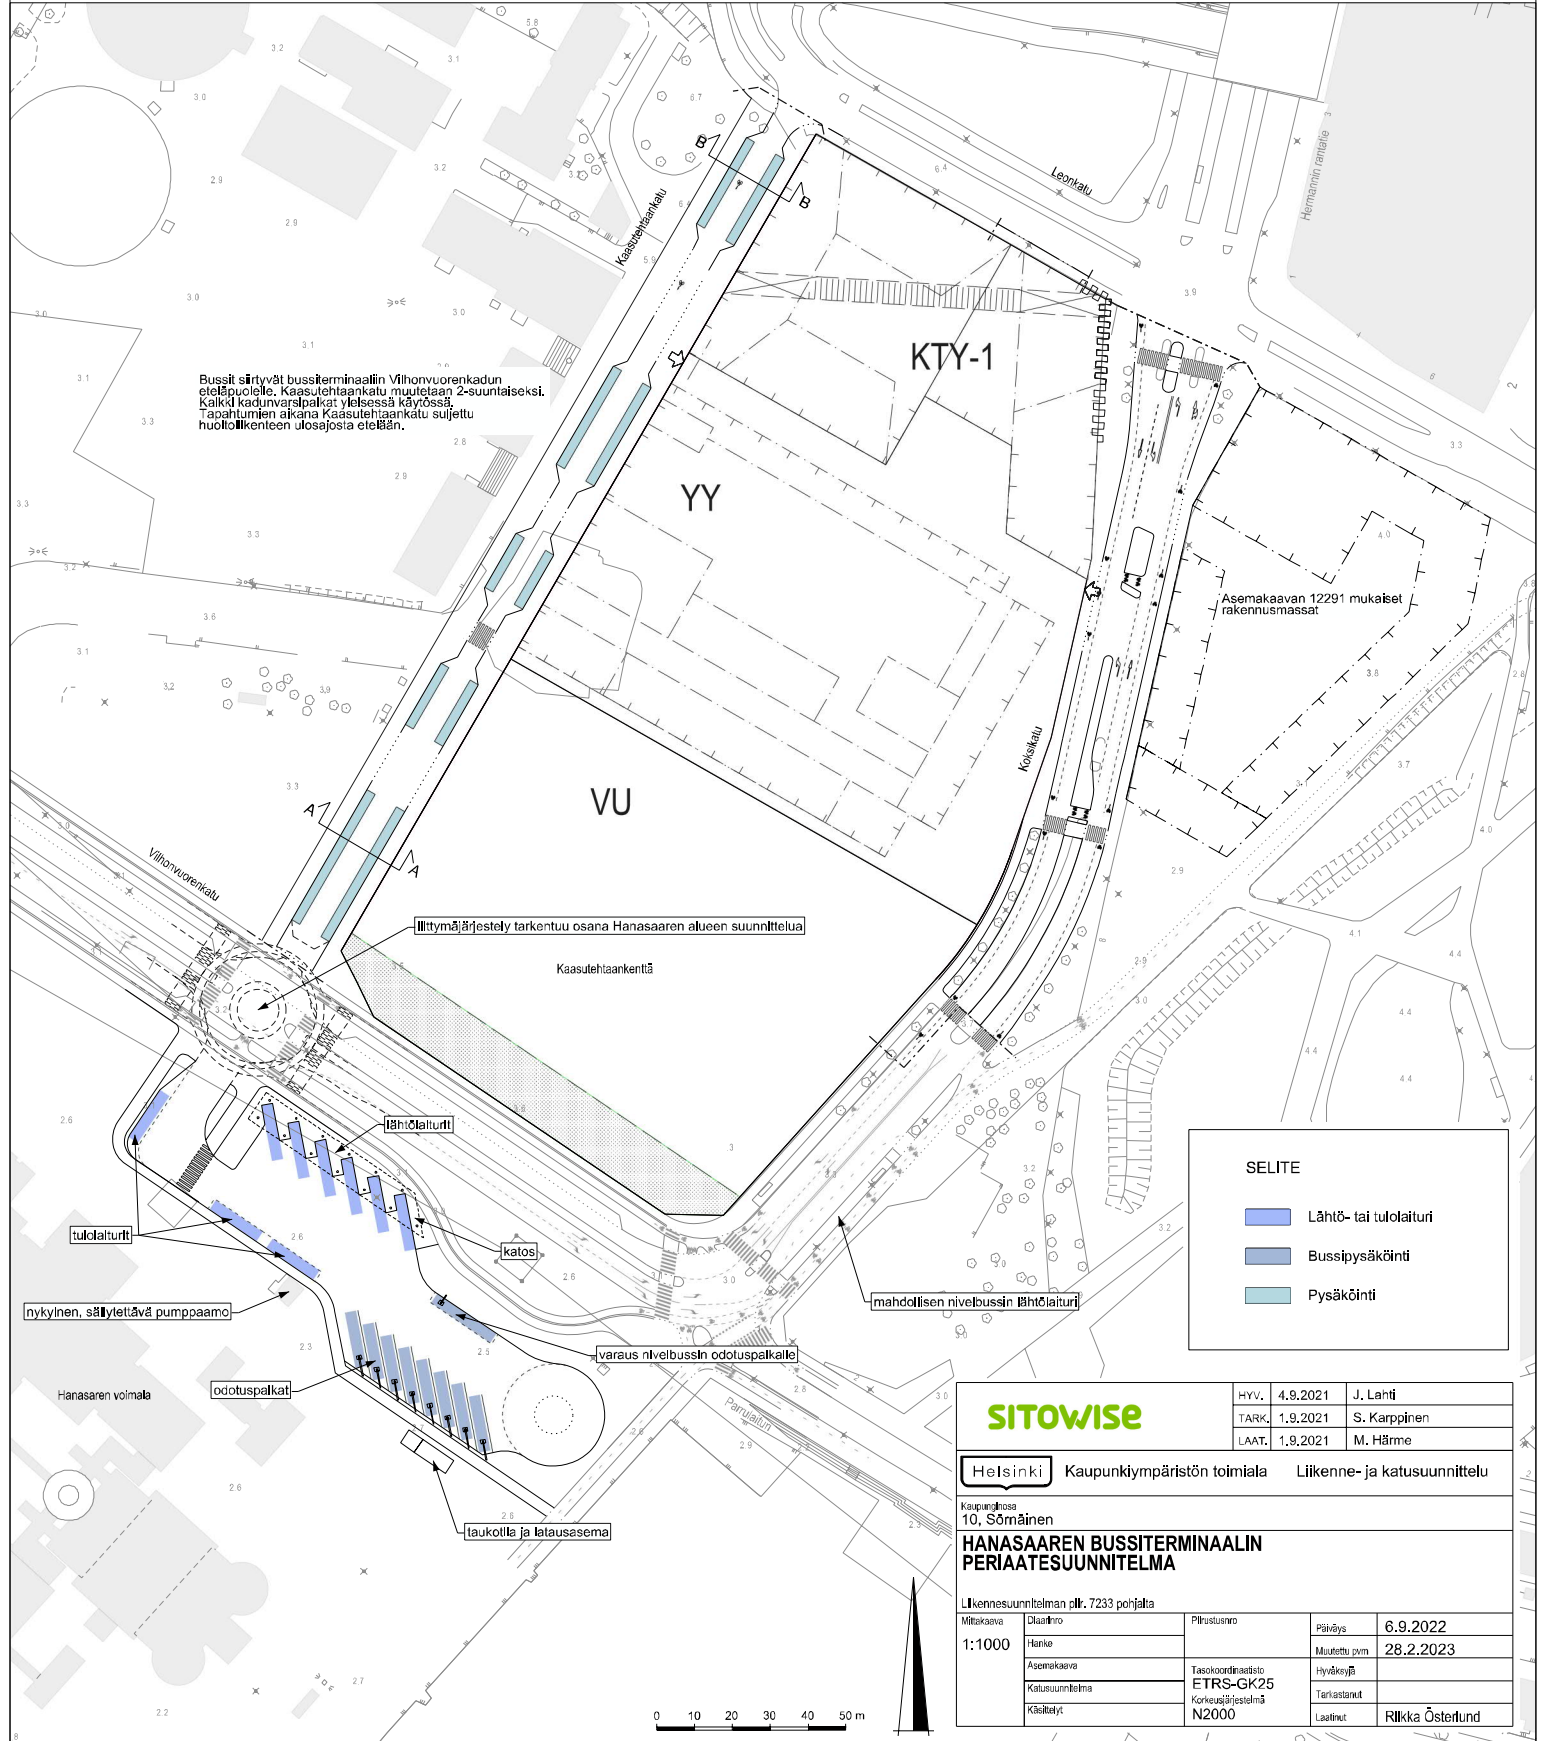 Leonkatu
Hermannin rantatie
Kaasutehtaankatu
B
B
KTY-1
Bussit siirtyvät bussiterminaaliin Vilhonvuorenkadun
eteläpuolelle. Kaasutehtaankatu muutetaan 2-suuntaiseksi.
Kaikki kadunvarsipaikat yleisessä käytössä.
Tapahtumien aikana Kaasutehtaankatu suljettu
huoltoliikenteen ulosajosta etelään.
YY
Asemakaavan 12291 mukaiset
rakennusmassat
Koksikatu
VU
A
A
Vilhonvuorenkatu
liittymäjärjestely tarkentuu osana Hanasaaren alueen suunnittelua
Kaasutehtaankenttä
lähtölaiturit
tulolaiturit
katos
nykyinen, säilytettävä pumppaamo
mahdollisen nivelbussin lähtölaituri
varaus nivelbussin odotuspaikalle
odotuspaikat
Hanasaren voimala
Parrulaituri
taukotila ja latausasema
SELITE
Lähtö- tai tulolaituri
Bussipysäköinti
Pysäköinti
SITOWISE
HYV. 4.9.2021 J. Lahti
TARK. 1.9.2021 S. Karppinen
LAAT. 1.9.2021 M. Härme
Helsinki Kaupunkiympäristön toimiala Liikenne- ja katusuunnittelu
Kaupunginosa
10, Sörnäinen
HANASAAREN BUSSITERMINAALIN
PERIAATESUUNNITELMA
Liikennesuunnitelman piir. 7233 pohjalta
Mittakaava
1:1000
Diaarinro
Hanke
Asemakaava
Katusuunnitelma
Käsittelyt
Piirustusnro
Tasokoordinaatisto
ETRS-GK25
Korkeusjärjestelmä
N2000
Päiväys 6.9.2022
Muutettu pvm 28.2.2023
Hyväksyjä
Tarkastanut
Laatinut Riikka Österlund
0 10 20 30 40 50 m